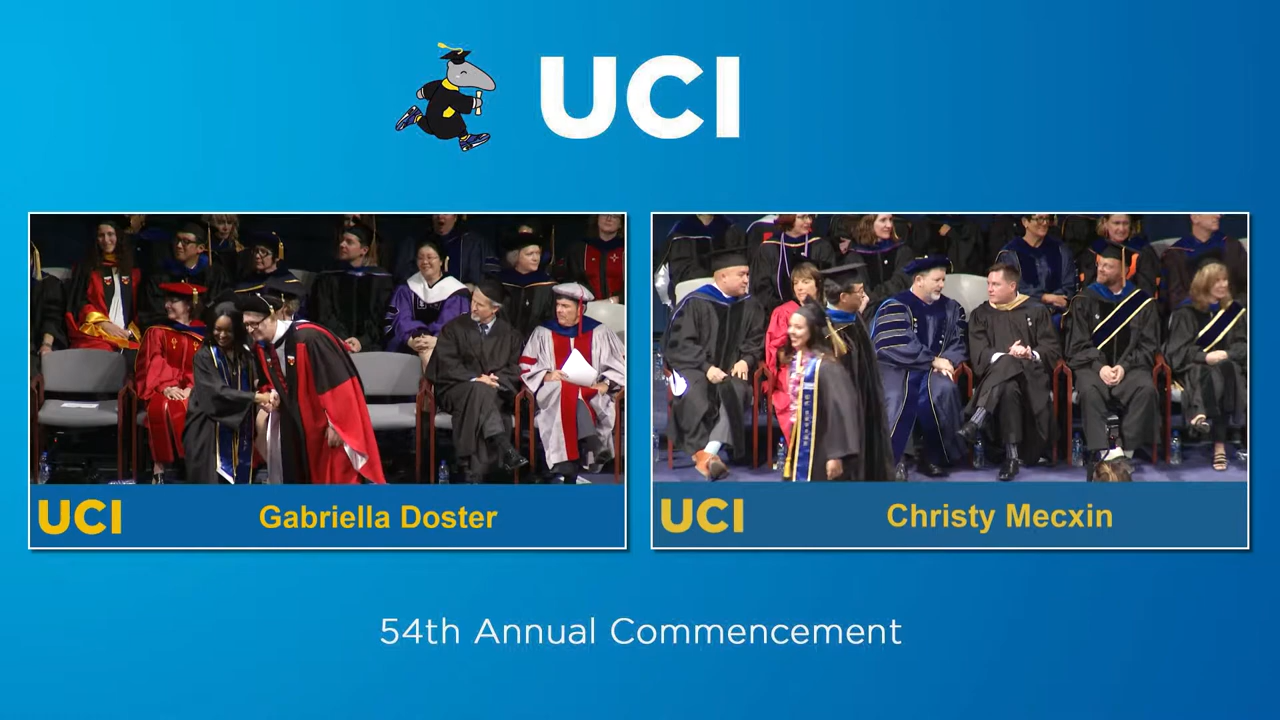 UCI
UCI
Gabriella Doster
UCI
Christy Mecxin
54th Annual Commencement